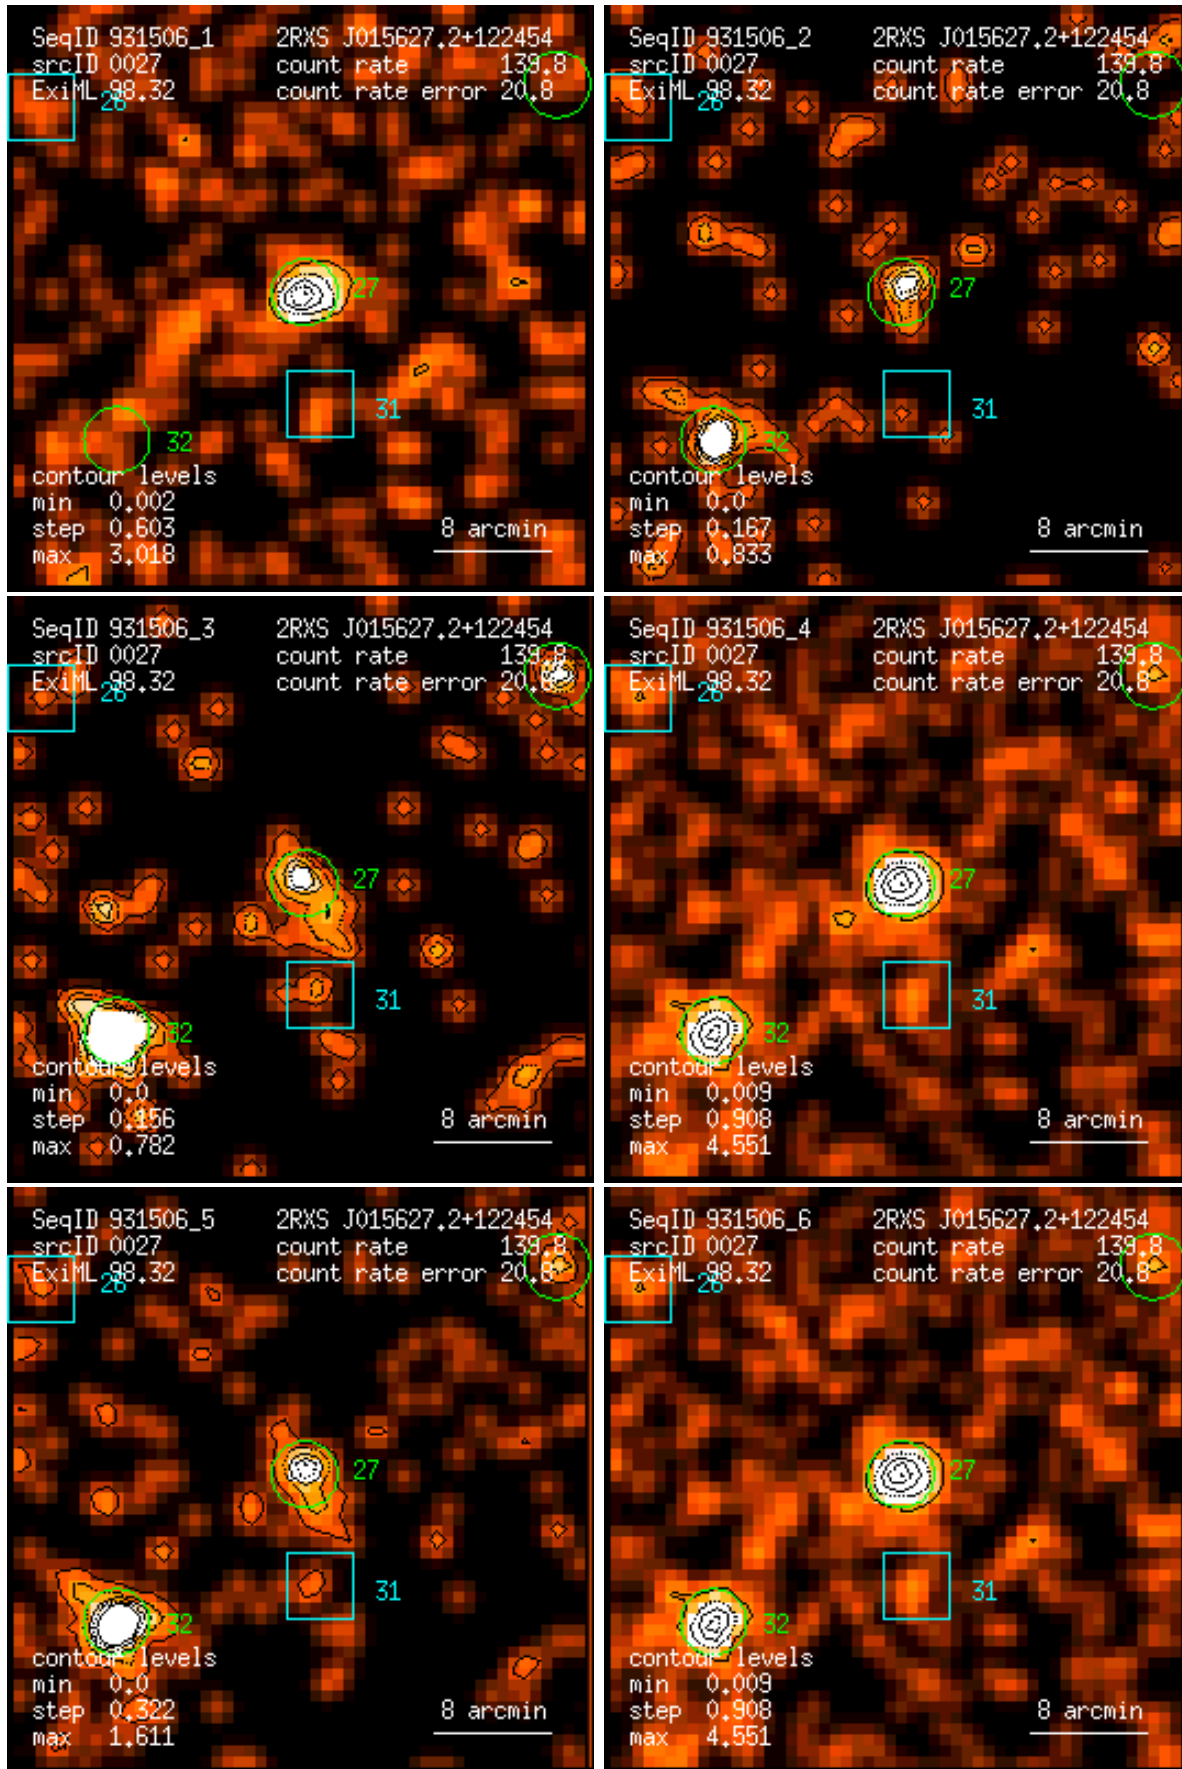 SeqID 931506_1 2RXS J015627.2+122454
srcID 0027 count rate 139.8
ExiML 98.32 26 count rate error 20.8
27
31
32
contour levels
min 0.002
step 0.603 8 arcmin
max 3.018
SeqID 931506_2 2RXS J015627.2+122454
srcID 0027 count rate 139.8
ExiML 98.32 26 count rate error 20.8
27
31
32
contour levels
min 0.0
step 0.167 8 arcmin
max 0.833
SeqID 931506_3 2RXS J015627.2+122454
srcID 0027 count rate 139.8
ExiML 98.32 26 count rate error 20.8
27
31
32
contour levels
min 0.0
step 0.156 8 arcmin
max 0.782
SeqID 931506_4 2RXS J015627.2+122454
srcID 0027 count rate 139.8
ExiML 98.32 26 count rate error 20.8
27
31
32
contour levels
min 0.009
step 0.908 8 arcmin
max 4.551
SeqID 931506_5 2RXS J015627.2+122454
srcID 0027 count rate 139.8
ExiML 98.32 26 count rate error 20.8
27
31
32
contour levels
min 0.0
step 0.322 8 arcmin
max 1.611
SeqID 931506_6 2RXS J015627.2+122454
srcID 0027 count rate 139.8
ExiML 98.32 26 count rate error 20.8
27
31
32
contour levels
min 0.009
step 0.908 8 arcmin
max 4.551